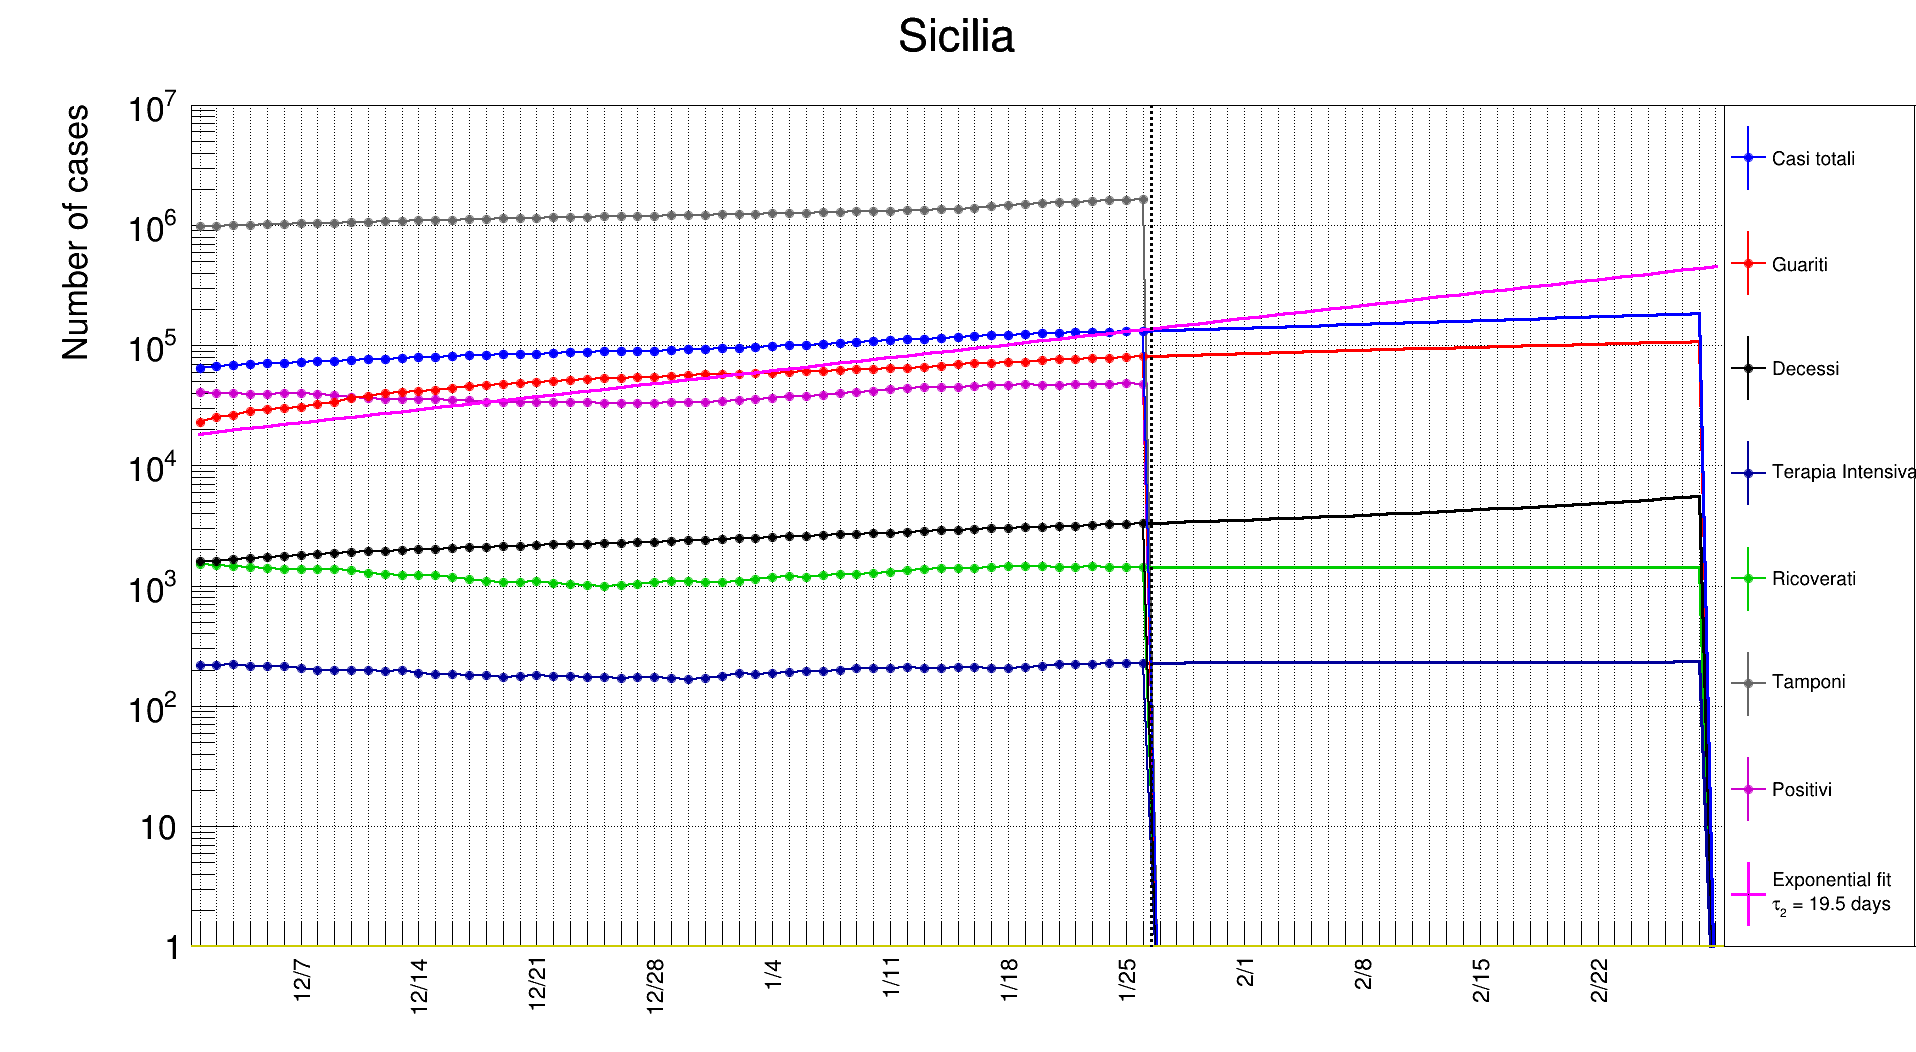 Sicilia
Number of cases
10^7
10^6
10^5
10^4
10^3
10^2
10
1
12/7
12/14
12/21
12/28
1/4
1/11
1/18
1/25
2/1
2/8
2/15
2/22
Casi totali
Guariti
Decessi
Terapia Intensiva
Ricoverati
Tamponi
Positivi
Exponential fit
τ_2 = 19.5 days